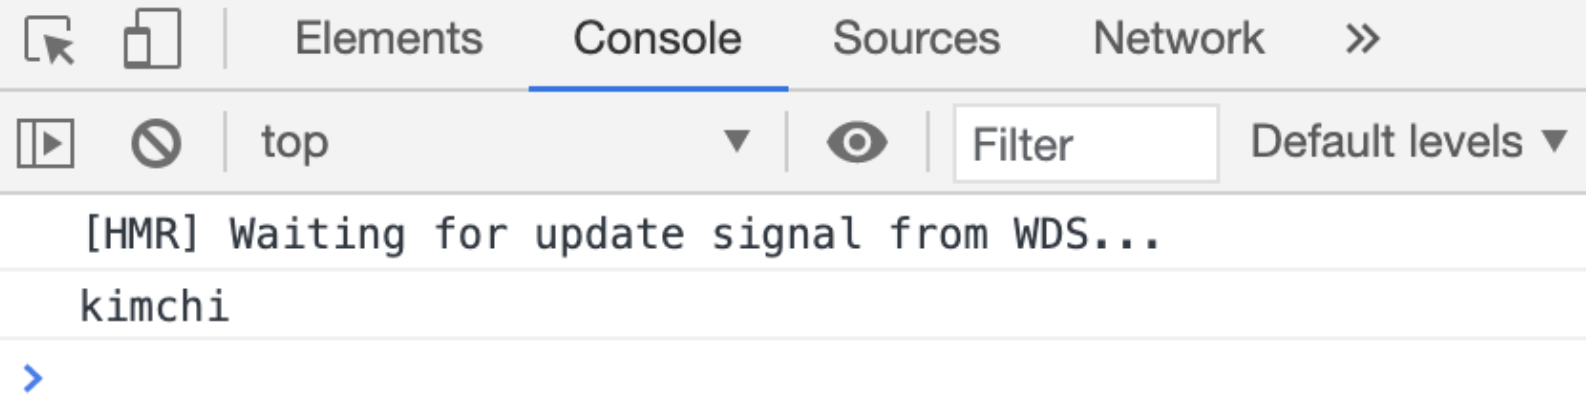 Elements Console Sources Network »
top Filter Default levels
[HMR] Waiting for update signal from WDS...
kimchi